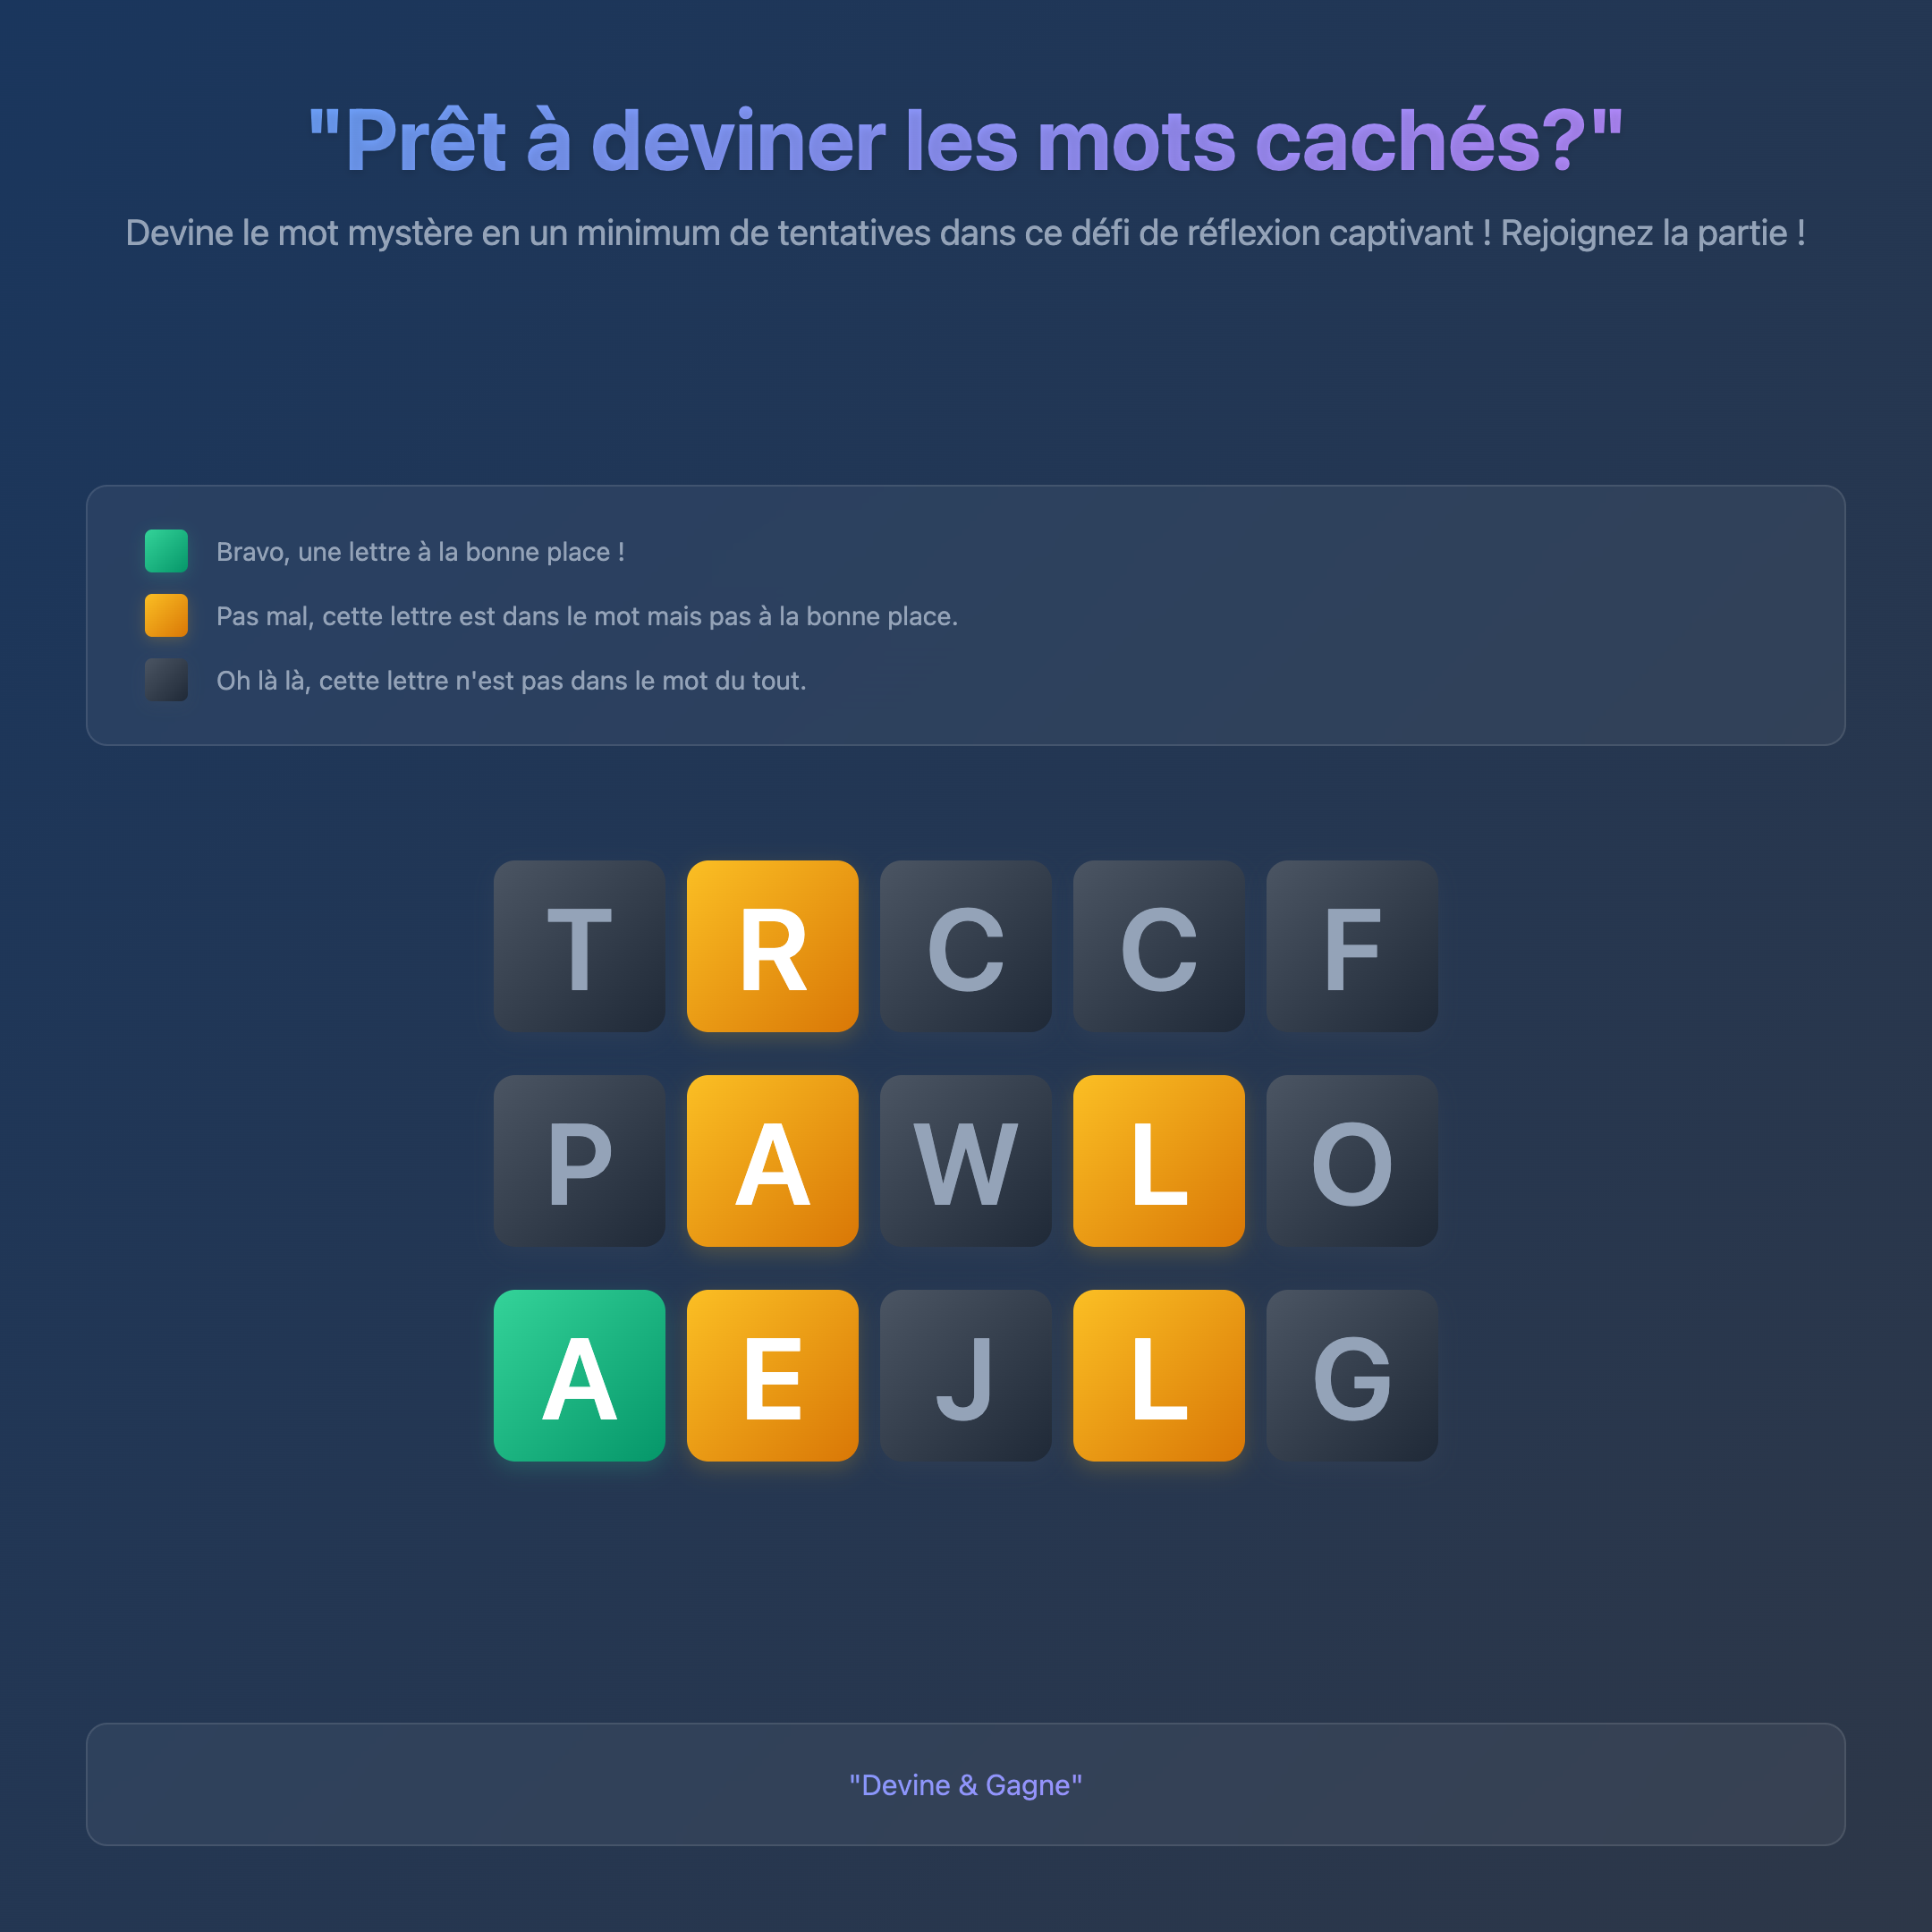 "Prêt à deviner les mots cachés?"
Devine le mot mystère en un minimum de tentatives dans ce défi de réflexion captivant ! Rejoignez la partie !
Bravo, une lettre à la bonne place !
Pas mal, cette lettre est dans le mot mais pas à la bonne place.
Oh là là, cette lettre n'est pas dans le mot du tout.
T R C C F
P A W L O
A E J L G
"Devine & Gagne"